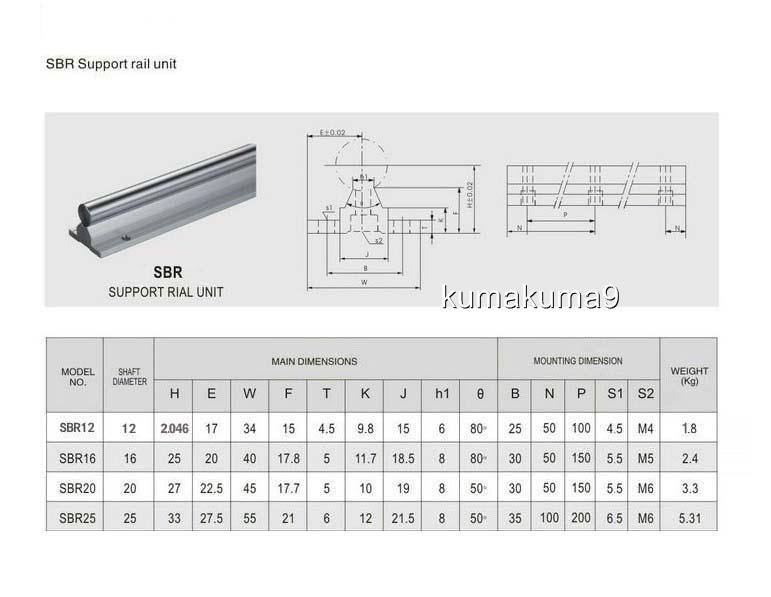 SBR Support rail unit
SBR
SUPPORT RIAL UNIT
E±0.02
h1
H±0.02
F
K
T
s1
s2
J
B
W
P
N
N
kumakuma9
MODEL NO. SHAFT DIAMETER MAIN DIMENSIONS MOUNTING DIMENSION WEIGHT (Kg)
H E W F T K J h1 θ B N P S1 S2
SBR12 12 2.046 17 34 15 4.5 9.8 15 6 80° 25 50 100 4.5 M4 1.8
SBR16 16 25 20 40 17.8 5 11.7 18.5 8 80° 30 50 150 5.5 M5 2.4
SBR20 20 27 22.5 45 17.7 5 10 19 8 50° 30 50 150 5.5 M6 3.3
SBR25 25 33 27.5 55 21 6 12 21.5 8 50° 35 100 200 6.5 M6 5.31